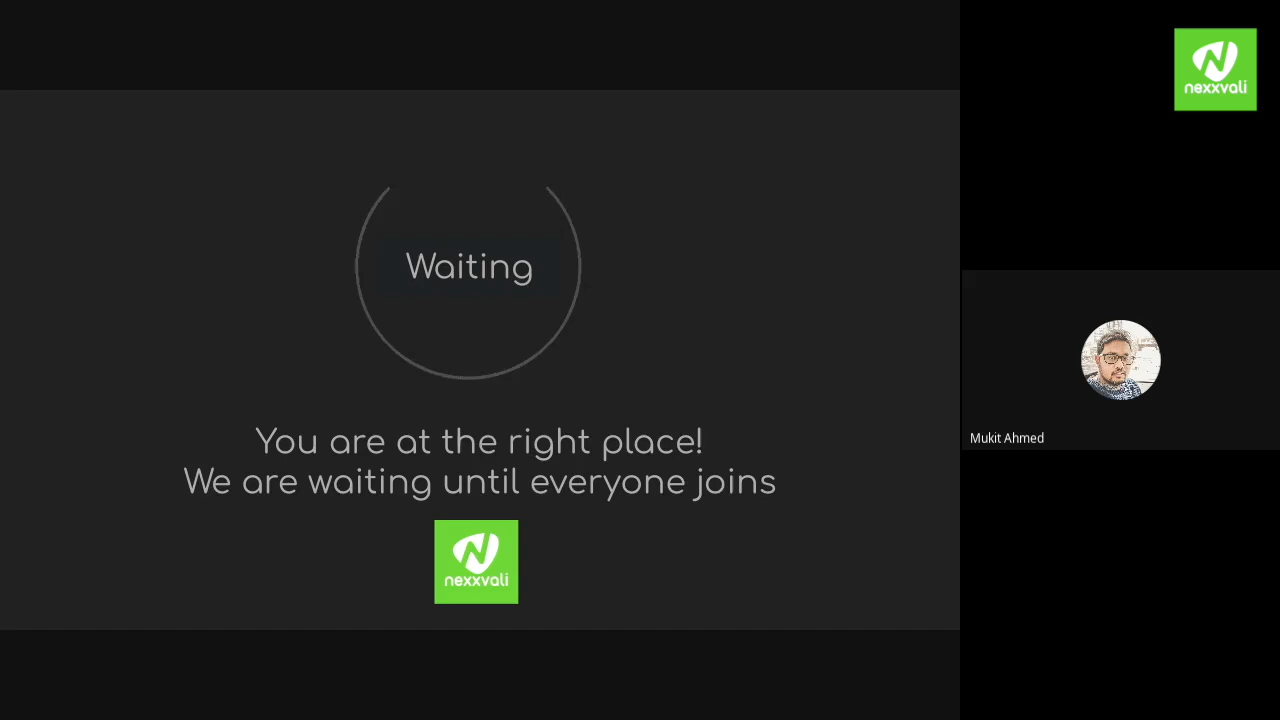 Waiting
You are at the right place!
We are waiting until everyone joins
nexxvali
nexxvali
Mukit Ahmed